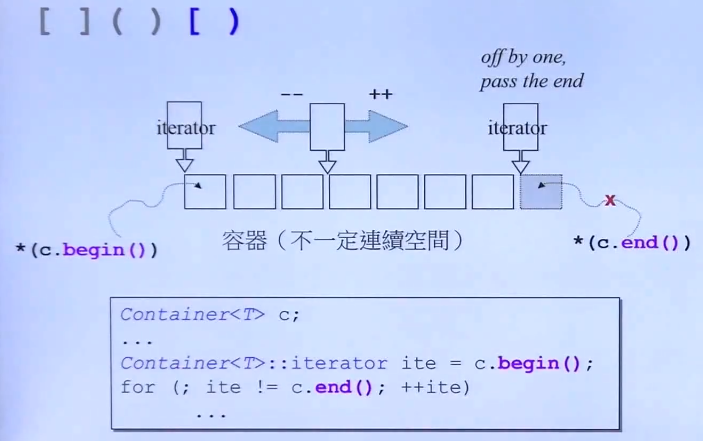 [ ] ( ) [ )
off by one,
pass the end
-- ++
iterator
iterator
x
*(c.begin())
容器（不一定連續空間）
*(c.end())
Container<T> c;
...
Container<T>::iterator ite = c.begin();
for (; ite != c.end(); ++ite)
...